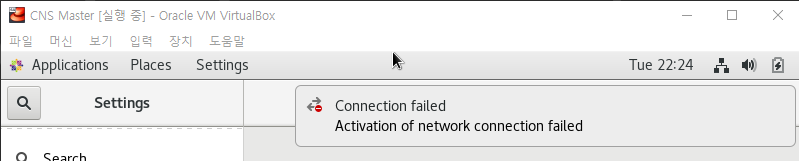 CNS Master [실행 중] - Oracle VM VirtualBox
파일 머신 보기 입력 장치 도움말
Applications Places Settings Tue 22:24
Settings
Connection failed
Activation of network connection failed
Search